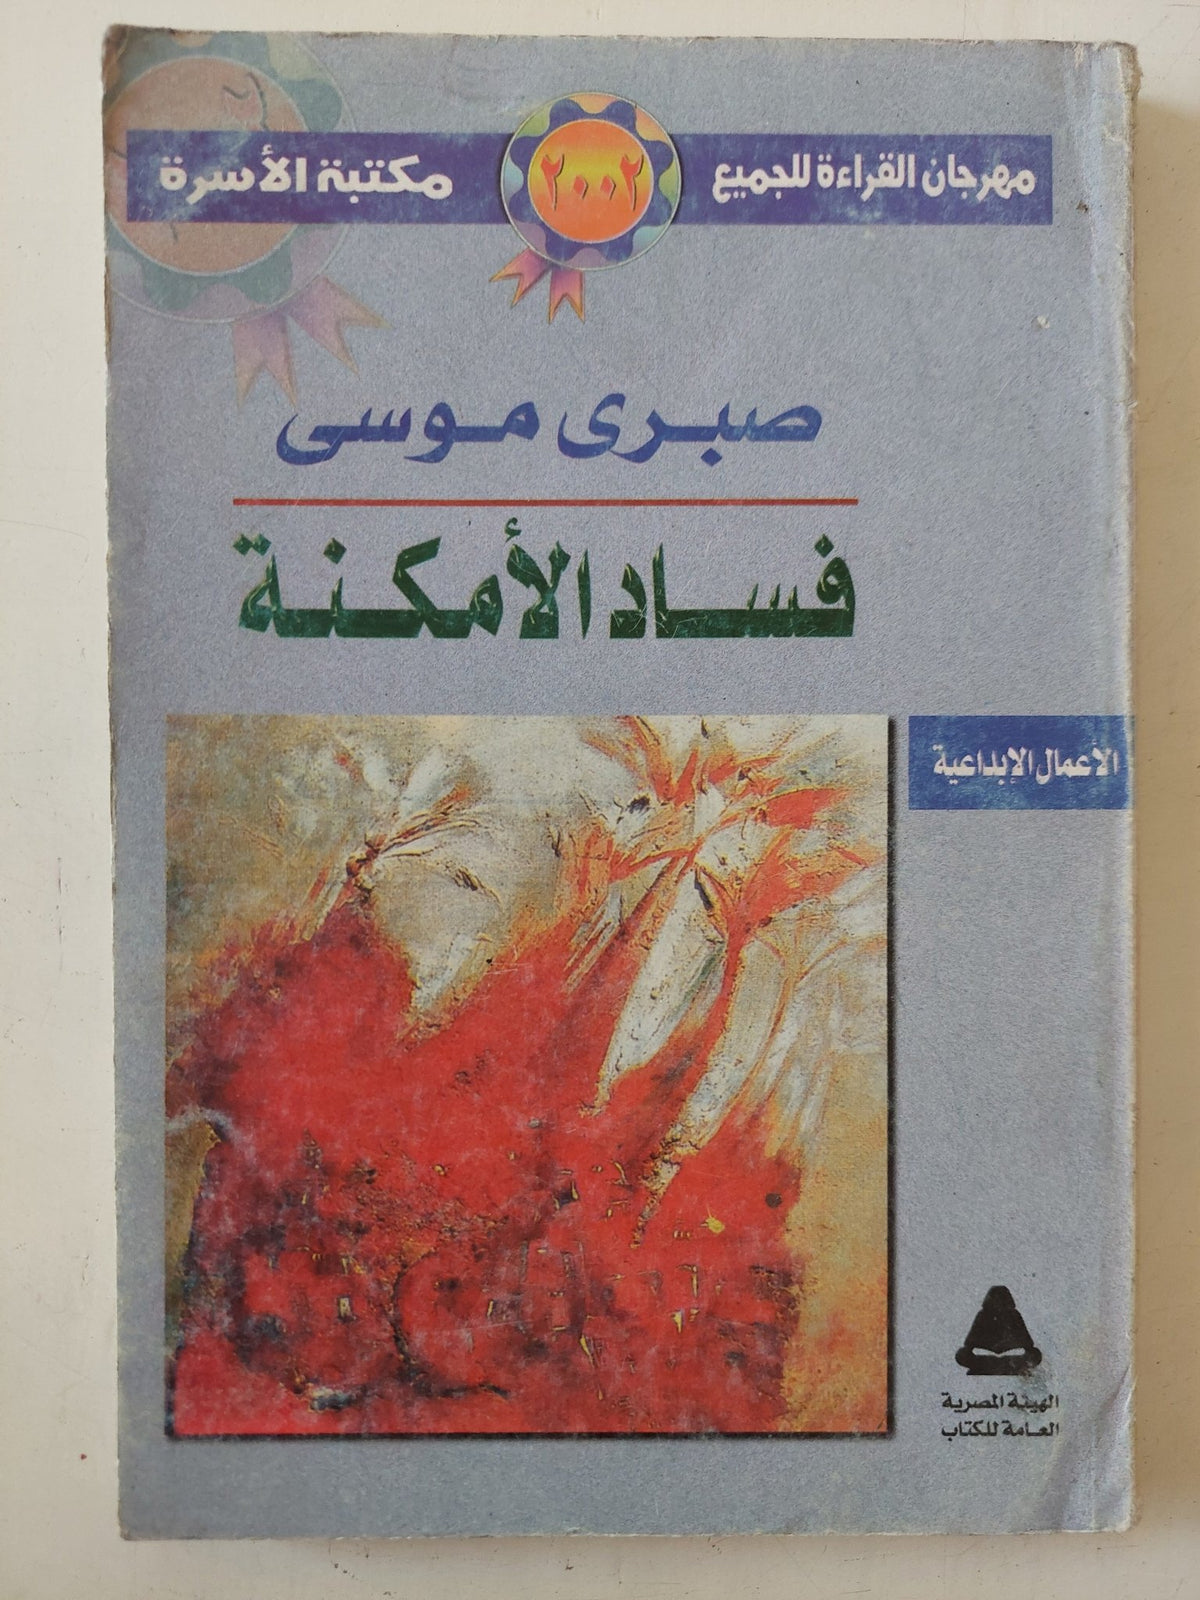 مهرجان القراءة للجميع ٢٠٠٢ مكتبة الأسرة
صبرى موسى
فساد الأمكنة
الأعمال الإبداعية
الهيئة المصرية
العامة للكتاب